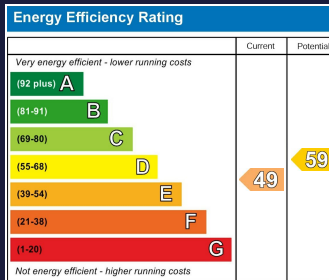 Energy Efficiency Rating
Current Potential
Very energy efficient - lower running costs
(92 plus) A
(81-91) B
(69-80) C
(55-68) D
(39-54) E
(21-38) F
(1-20) G
49
59
Not energy efficient - higher running costs